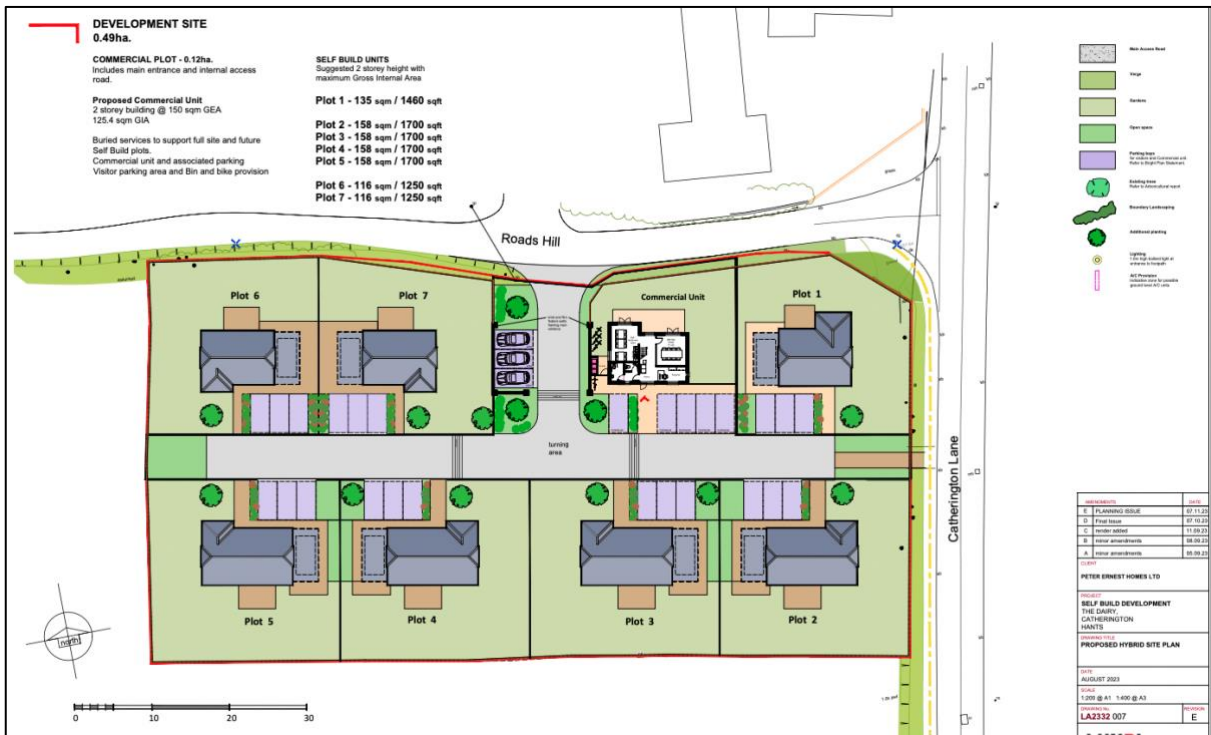 DEVELOPMENT SITE
0.49ha.
COMMERCIAL PLOT - 0.12ha.
Includes main entrance and internal access
road.
Proposed Commercial Unit
2 storey building @ 150 sqm GEA
125.4 sqm GIA
Buried services to support full site and future
Self Build plots.
Commercial unit and associated parking
Visitor parking area and Bin and bike provision
SELF BUILD UNITS
Suggested 2 storey height with
maximum Gross Internal Area
Plot 1 - 135 sqm / 1460 sqft
Plot 2 - 158 sqm / 1700 sqft
Plot 3 - 158 sqm / 1700 sqft
Plot 4 - 158 sqm / 1700 sqft
Plot 5 - 158 sqm / 1700 sqft
Plot 6 - 116 sqm / 1250 sqft
Plot 7 - 116 sqm / 1250 sqft
Main Access Road
Verge
Gardens
Open space
Parking bays
for visitors and Commercial unit
Existing trees
Refer to Arboricultural report
Boundary Landscaping
Additional planting
Lighting
A/C Provision
Roads Hill
Plot 6
Plot 7
Commercial Unit
Plot 1
turning
area
Catherington Lane
Plot 5
Plot 4
Plot 3
Plot 2
north
0 10 20 30
AMENDMENTS DATE
E PLANNING ISSUE 07.11.23
D Final Issue 07.10.23
C render added 11.09.23
B minor amendments 08.09.23
A minor amendments 05.09.23
CLIENT
PETER ERNEST HOMES LTD
PROJECT
SELF BUILD DEVELOPMENT
THE DAIRY,
CATHERINGTON
HANTS
DRAWING TITLE
PROPOSED HYBRID SITE PLAN
DATE
AUGUST 2023
SCALE
1:200 @ A1 1:400 @ A3
DRAWING No. REVISION
LA2332 007 E